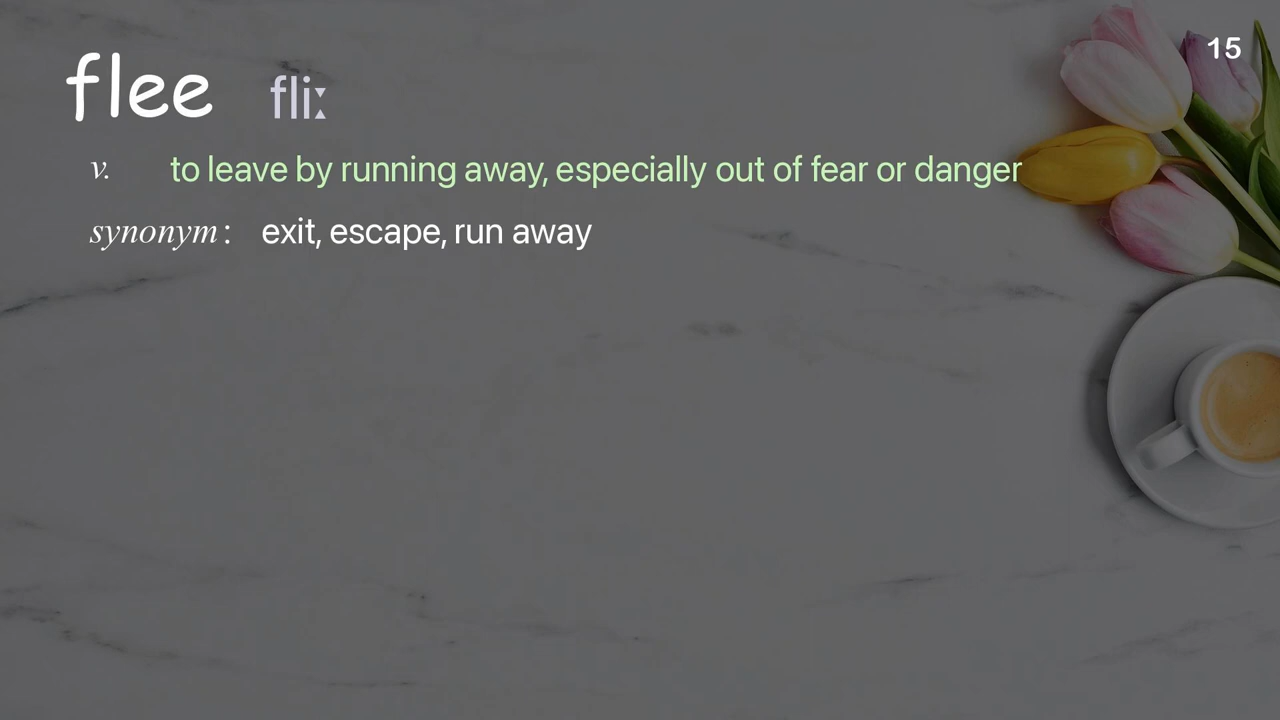 15
flee fliː
v. to leave by running away, especially out of fear or danger
synonym : exit, escape, run away